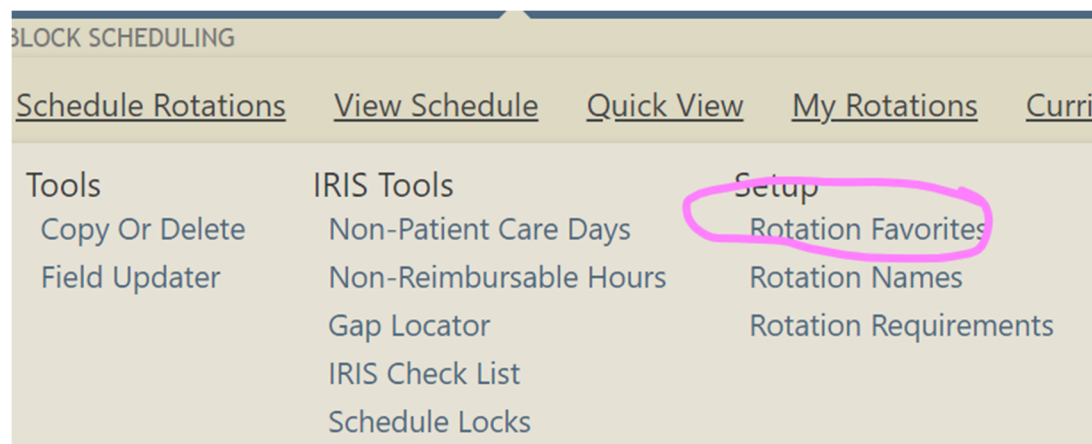 BLOCK SCHEDULING
Schedule Rotations View Schedule Quick View My Rotations Curri
Tools IRIS Tools Setup
Copy Or Delete Non-Patient Care Days Rotation Favorites
Field Updater Non-Reimbursable Hours Rotation Names
Gap Locator Rotation Requirements
IRIS Check List
Schedule Locks